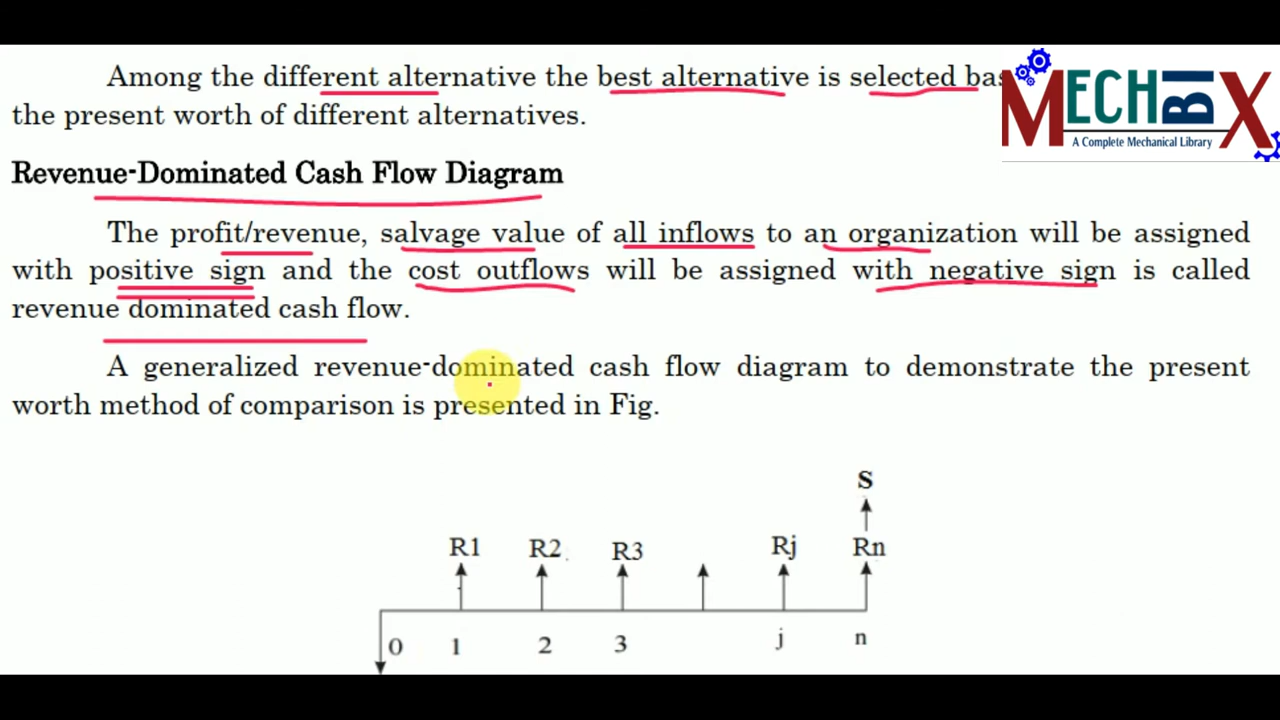 Among the different alternative the best alternative is selected
the present worth of different alternatives.
MECHBIX
A Complete Mechanical Library
Revenue-Dominated Cash Flow Diagram
The profit/revenue, salvage value of all inflows to an organization will be assigned
with positive sign and the cost outflows will be assigned with negative sign is called
revenue dominated cash flow.
A generalized revenue-dominated cash flow diagram to demonstrate the present
worth method of comparison is presented in Fig.
S
R1 R2 R3 Rj Rn
0 1 2 3 j n